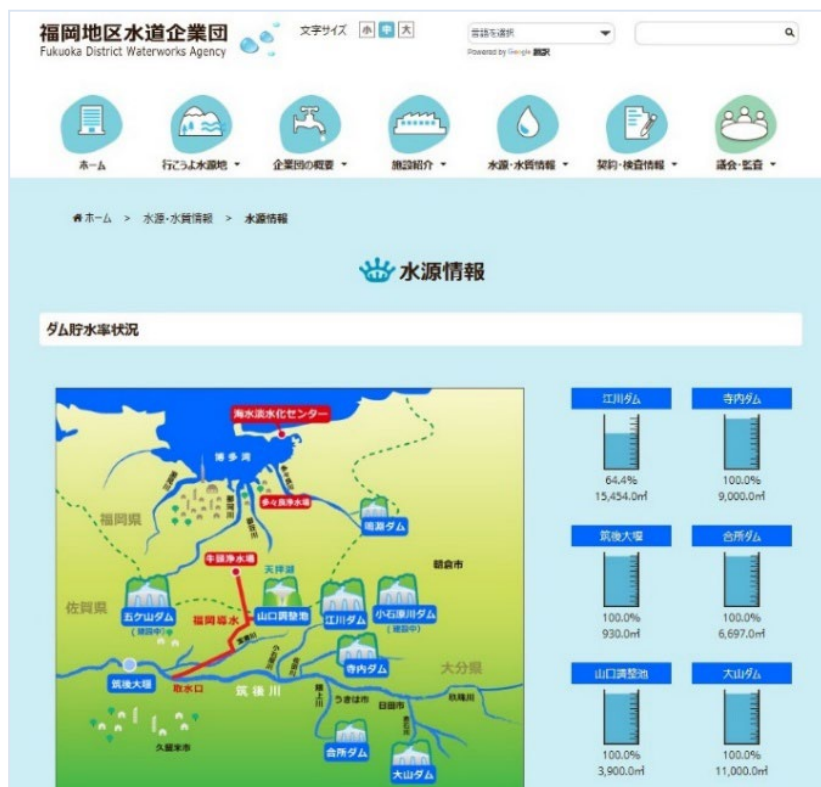 福岡地区水道企業団
Fukuoka District Waterworks Agency
文字サイズ 小 中 大
言語を選択
Powered by Google 翻訳
ホーム
行こうよ水源地
企業団の概要
施設紹介
水源・水質情報
契約・検査情報
議会・監査
ホーム > 水源・水質情報 > 水源情報
水源情報
ダム貯水率状況
海水淡水化センター
博多湾
多々良浄水場
福岡県
鳴淵ダム
牛頸浄水場
天拝湖
朝倉市
佐賀県
五ケ山ダム
(建設中)
福岡導水
山口調整池
江川ダム
小石原川ダム
(建設中)
寺内ダム
大分県
筑後大堰
取水口
筑後川
うきは市
日田市
玖珠川
久留米市
合所ダム
大山ダム
江川ダム
64.4%
15,454.0㎥
寺内ダム
100.0%
9,000.0㎥
筑後大堰
100.0%
930.0㎥
合所ダム
100.0%
6,697.0㎥
山口調整池
100.0%
3,900.0㎥
大山ダム
100.0%
11,000.0㎥